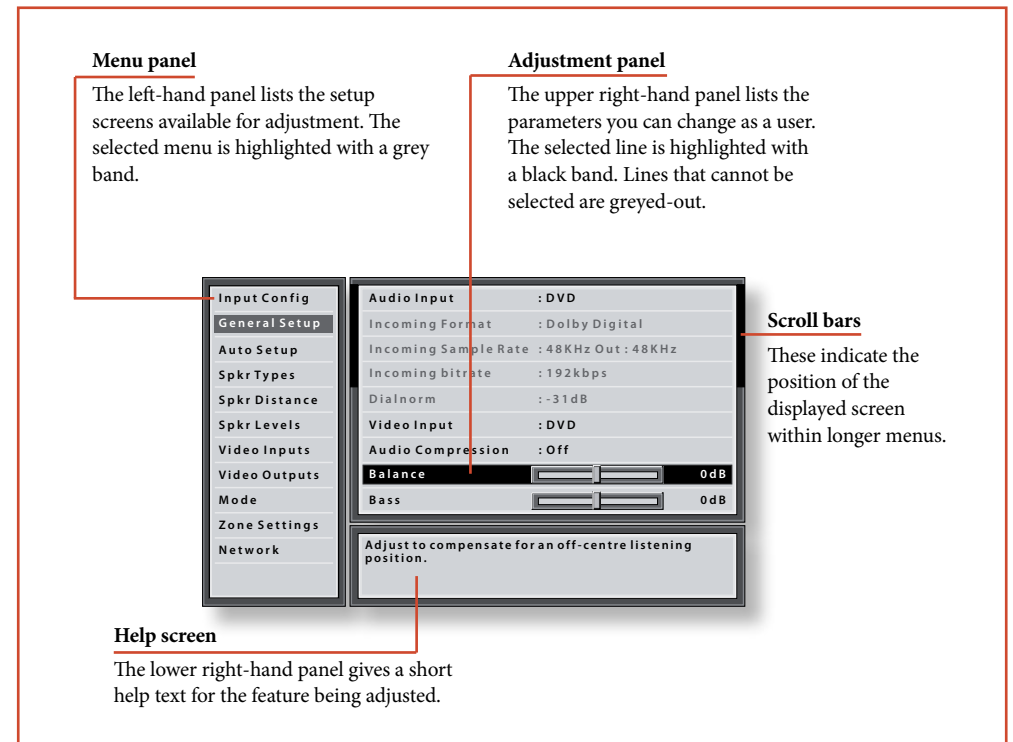 Menu panel
The left-hand panel lists the setup
screens available for adjustment. The
selected menu is highlighted with a grey
band.
Adjustment panel
The upper right-hand panel lists the
parameters you can change as a user.
The selected line is highlighted with
a black band. Lines that cannot be
selected are greyed-out.
Input Config
General Setup
Auto Setup
Spkr Types
Spkr Distance
Spkr Levels
Video Inputs
Video Outputs
Mode
Zone Settings
Network
Audio Input : DVD
Incoming Format : Dolby Digital
Incoming Sample Rate : 48KHz Out : 48KHz
Incoming bitrate : 192kbps
Dialnorm : -31dB
Video Input : DVD
Audio Compression : Off
Balance 0dB
Bass 0dB
Adjust to compensate for an off-centre listening
position.
Scroll bars
These indicate the
position of the
displayed screen
within longer menus.
Help screen
The lower right-hand panel gives a short
help text for the feature being adjusted.